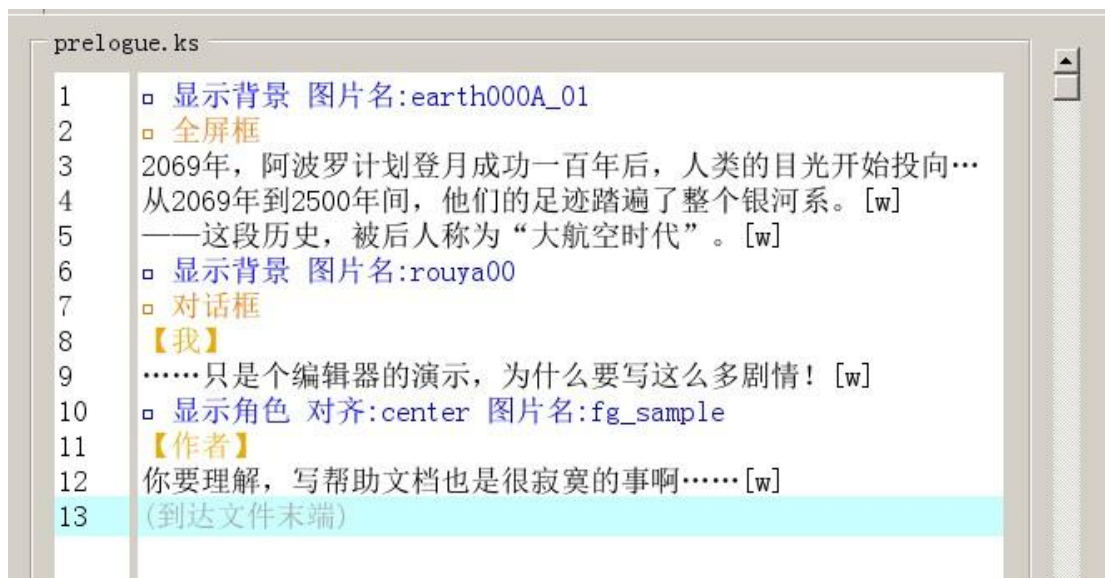 prelogue.ks
1 ▫ 显示背景 图片名:earth000A_01
2 ▫ 全屏框
3 2069年，阿波罗计划登月成功一百年后，人类的目光开始投向…
4 从2069年到2500年间，他们的足迹踏遍了整个银河系。[w]
5 ——这段历史，被后人称为“大航空时代”。[w]
6 ▫ 显示背景 图片名:rouya00
7 ▫ 对话框
8 【我】
9 ……只是个编辑器的演示，为什么要写这么多剧情！[w]
10 ▫ 显示角色 对齐:center 图片名:fg_sample
11 【作者】
12 你要理解，写帮助文档也是很寂寞的事啊……[w]
13 (到达文件末端)